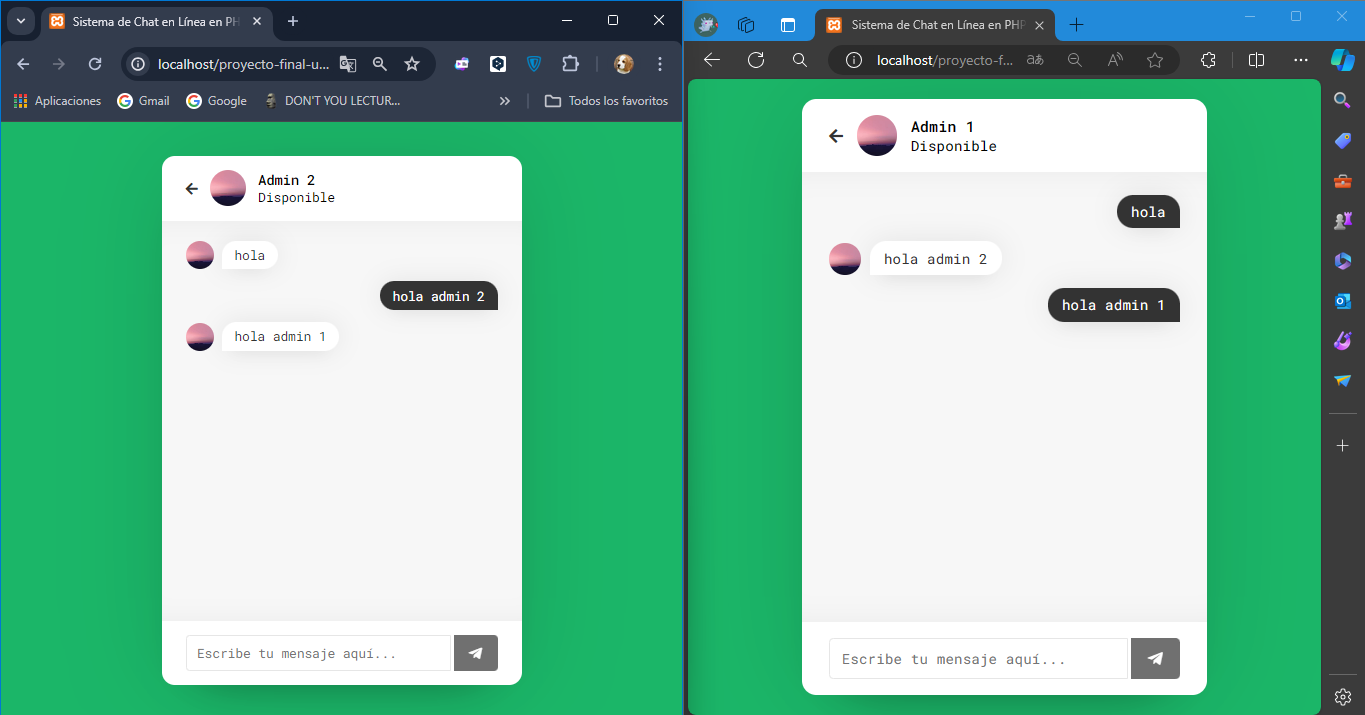 Sistema de Chat en Línea en PH
localhost/proyecto-final-u...
Aplicaciones
Gmail
Google
DON'T YOU LECTUR...
»
Todos los favoritos
Admin 2
Disponible
hola
hola admin 2
hola admin 1
Escribe tu mensaje aquí...
Sistema de Chat en Línea en PHP
localhost/proyecto-f...
aあ
A
Admin 1
Disponible
hola
hola admin 2
hola admin 1
Escribe tu mensaje aquí...